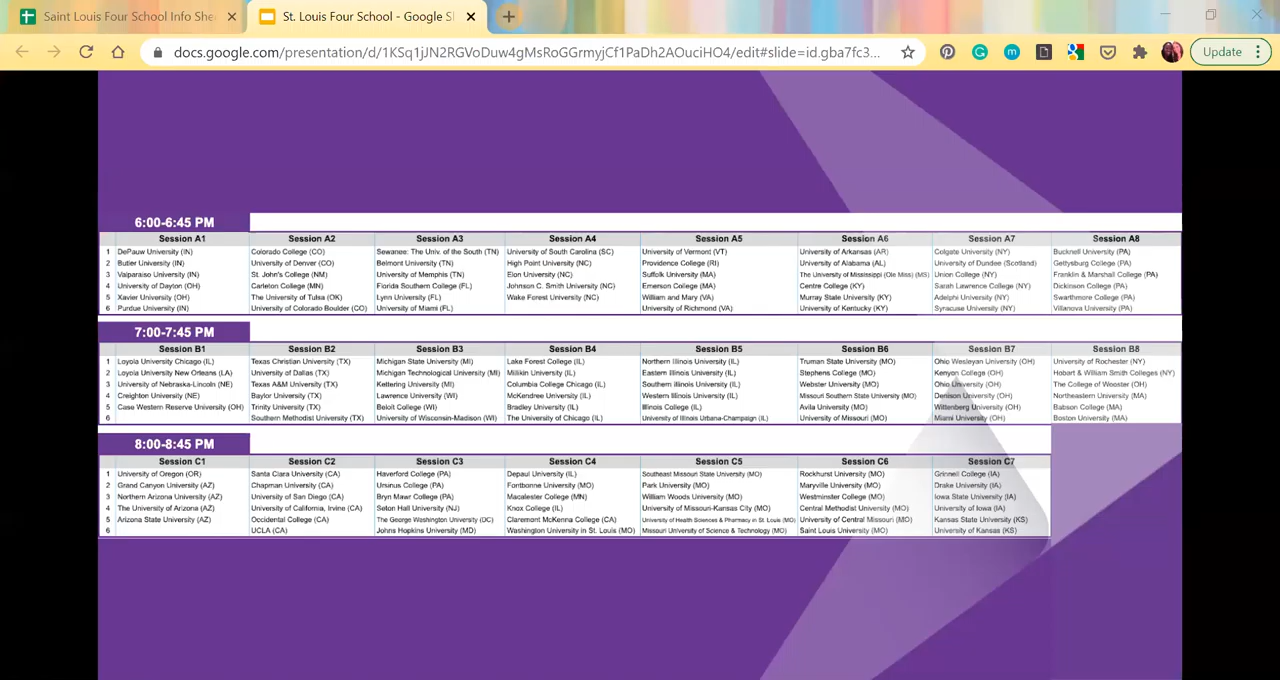 Saint Louis Four School Info She
St. Louis Four School - Google Sl
docs.google.com/presentation/d/1KSq1jN2RGVoDuw4gMsRoGGrmyjCf1PaDh2AOuciHO4/edit#slide=id.gba7fc3...
Update
6:00-6:45 PM
Session A1 Session A2 Session A3 Session A4 Session A5 Session A6 Session A7 Session A8
1 DePauw University (IN) Colorado College (CO) Sewanee: The Univ. of the South (TN) University of South Carolina (SC) University of Vermont (VT) University of Arkansas (AR) Colgate University (NY) Bucknell University (PA)
2 Butler University (IN) University of Denver (CO) Belmont University (TN) High Point University (NC) Providence College (RI) University of Alabama (AL) University of Dundee (Scotland) Gettysburg College (PA)
3 Valparaiso University (IN) St. John's College (NM) University of Memphis (TN) Elon University (NC) Suffolk University (MA) The University of Mississippi (Ole Miss) (MS) Union College (NY) Franklin & Marshall College (PA)
4 University of Dayton (OH) Carleton College (MN) Florida Southern College (FL) Johnson C. Smith University (NC) Emerson College (MA) Centre College (KY) Sarah Lawrence College (NY) Dickinson College (PA)
5 Xavier University (OH) The University of Tulsa (OK) Lynn University (FL) Wake Forest University (NC) William and Mary (VA) Murray State University (KY) Adelphi University (NY) Swarthmore College (PA)
6 Purdue University (IN) University of Colorado Boulder (CO) University of Miami (FL) University of Richmond (VA) University of Kentucky (KY) Syracuse University (NY) Villanova University (PA)
7:00-7:45 PM
Session B1 Session B2 Session B3 Session B4 Session B5 Session B6 Session B7 Session B8
1 Loyola University Chicago (IL) Texas Christian University (TX) Michigan State University (MI) Lake Forest College (IL) Northern Illinois University (IL) Truman State University (MO) Ohio Wesleyan University (OH) University of Rochester (NY)
2 Loyola University New Orleans (LA) University of Dallas (TX) Michigan Technological University (MI) Millikin University (IL) Eastern Illinois University (IL) Stephens College (MO) Kenyon College (OH) Hobart & William Smith Colleges (NY)
3 University of Nebraska-Lincoln (NE) Texas A&M University (TX) Kettering University (MI) Columbia College Chicago (IL) Southern illinois University (IL) Webster University (MO) Ohio University (OH) The College of Wooster (OH)
4 Creighton University (NE) Baylor University (TX) Lawrence University (WI) McKendree University (IL) Western Illinois University (IL) Missouri Southern State University (MO) Denison University (OH) Northeastern University (MA)
5 Case Western Reserve University (OH) Trinity University (TX) Beloit College (WI) Bradley University (IL) Illinois College (IL) Avila University (MO) Wittenberg University (OH) Babson College (MA)
6 Southern Methodist University (TX) University of Wisconsin-Madison (WI) The University of Chicago (IL) University of Illinois Urbana-Champaign (IL) University of Missouri (MO) Miami University (OH) Boston University (MA)
8:00-8:45 PM
Session C1 Session C2 Session C3 Session C4 Session C5 Session C6 Session C7
1 University of Oregon (OR) Santa Clara University (CA) Haverford College (PA) Depaul University (IL) Southeast Missouri State University (MO) Rockhurst University (MO) Grinnell College (IA)
2 Grand Canyon University (AZ) Chapman University (CA) Ursinus College (PA) Fontbonne University (MO) Park University (MO) Maryville University (MO) Drake University (IA)
3 Northern Arizona University (AZ) University of San Diego (CA) Bryn Mawr College (PA) Macalester College (MN) William Woods University (MO) Westminster College (MO) Iowa State University (IA)
4 The University of Arizona (AZ) University of California, Irvine (CA) Seton Hall University (NJ) Knox College (IL) University of Missouri-Kansas City (MO) Central Methodist University (MO) University of Iowa (IA)
5 Arizona State University (AZ) Occidental College (CA) The George Washington University (DC) Claremont McKenna College (CA) University of Health Sciences & Pharmacy in St. Louis (MO) University of Central Missouri (MO) Kansas State University (KS)
6 UCLA (CA) Johns Hopkins University (MD) Washington University in St. Louis (MO) Missouri University of Science & Technology (MO) Saint Louis University (MO) University of Kansas (KS)